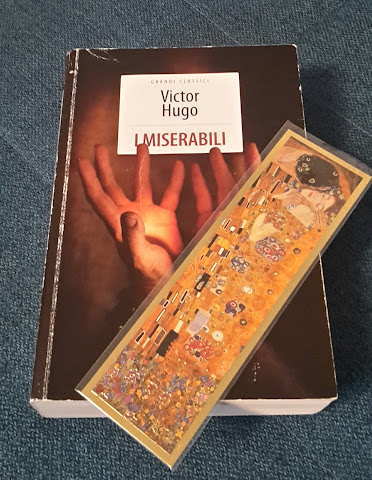 GRANDI CLASSICI
Victor
Hugo
I MISERABILI